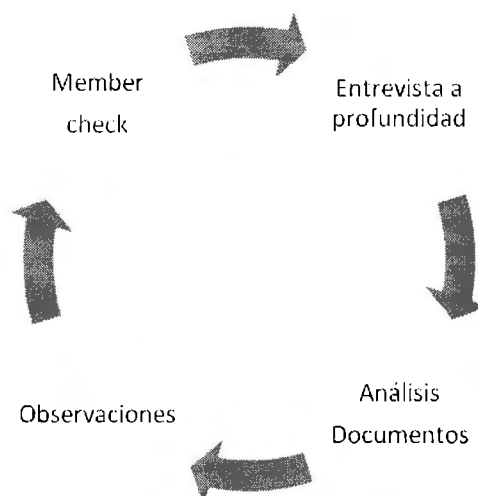 Member
check
Entrevista a
profundidad
Análisis
Documentos
Observaciones